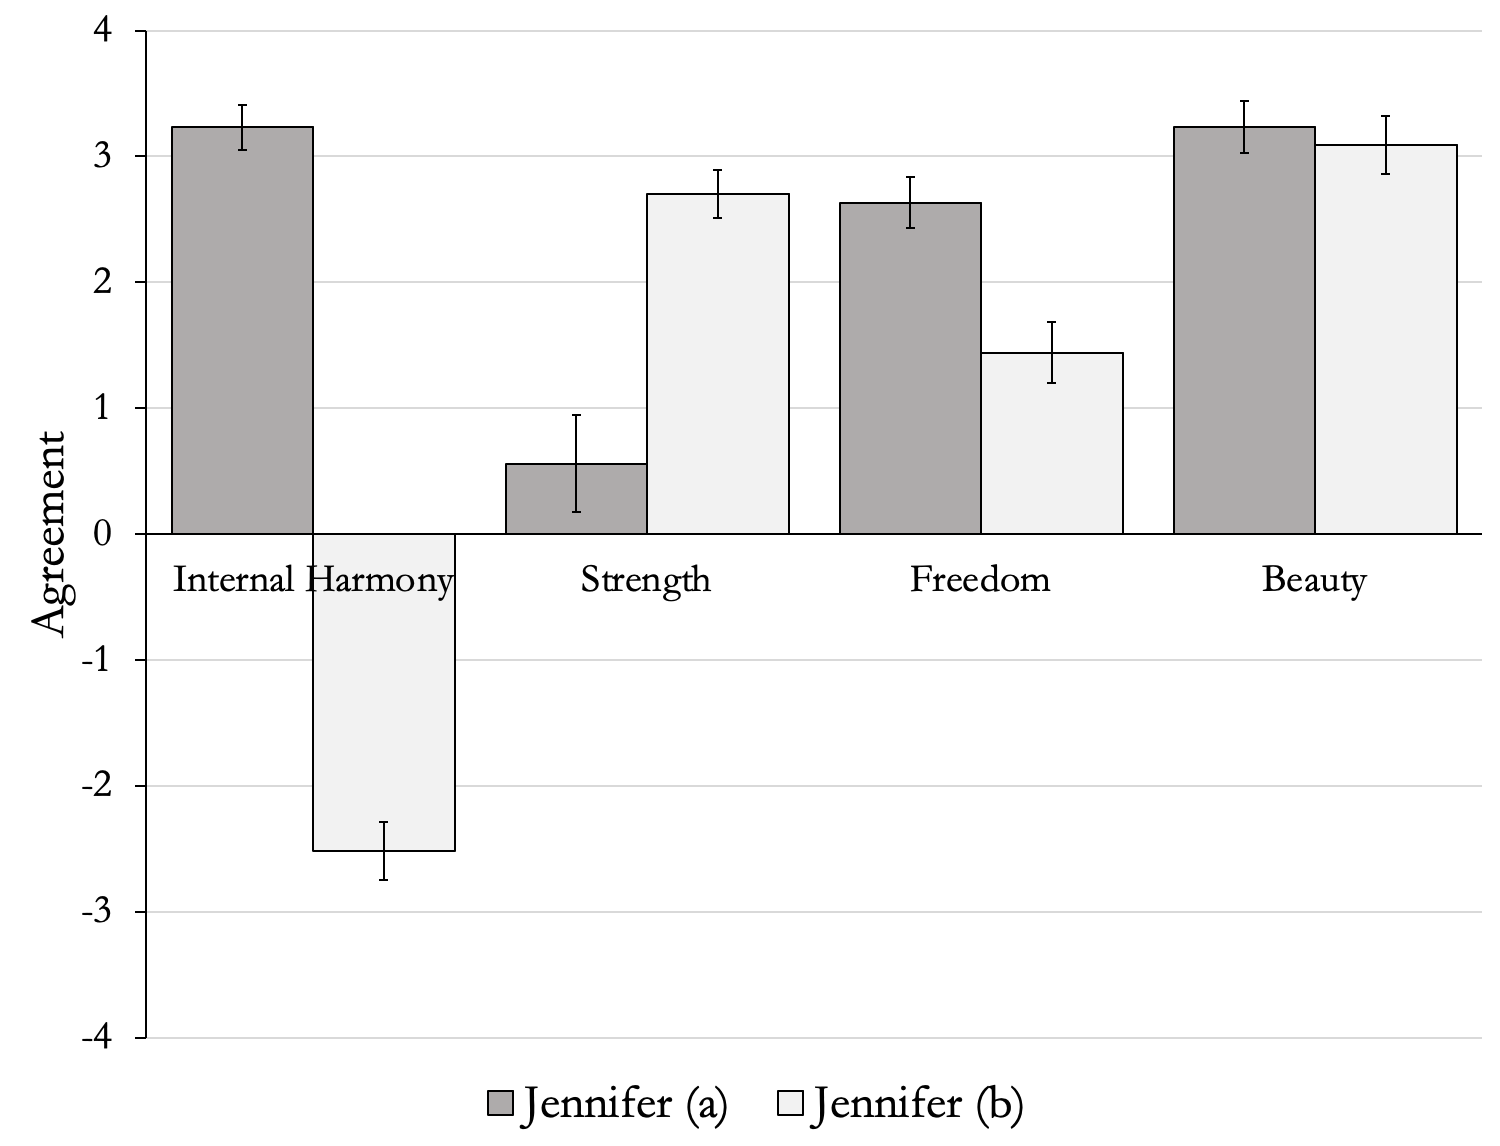 4
3
2
1
0
-1
-2
-3
-4
Agreement
Internal Harmony
Strength
Freedom
Beauty
Jennifer (a)
Jennifer (b)